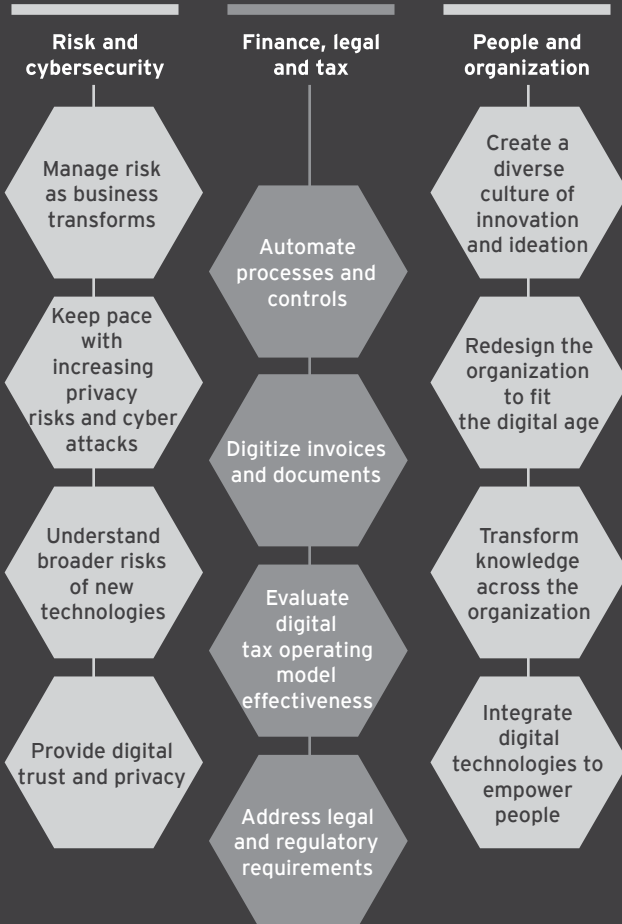 Risk and
cybersecurity
Manage risk
as business
transforms
Keep pace
with
increasing
privacy
risks and cyber
attacks
Understand
broader risks
of new
technologies
Provide digital
trust and privacy
Finance, legal
and tax
Automate
processes and
controls
Digitize invoices
and documents
Evaluate
digital
tax operating
model
effectiveness
Address legal
and regulatory
requirements
People and
organization
Create a
diverse
culture of
innovation
and ideation
Redesign the
organization
to fit
the digital age
Transform
knowledge
across the
organization
Integrate
digital
technologies to
empower
people